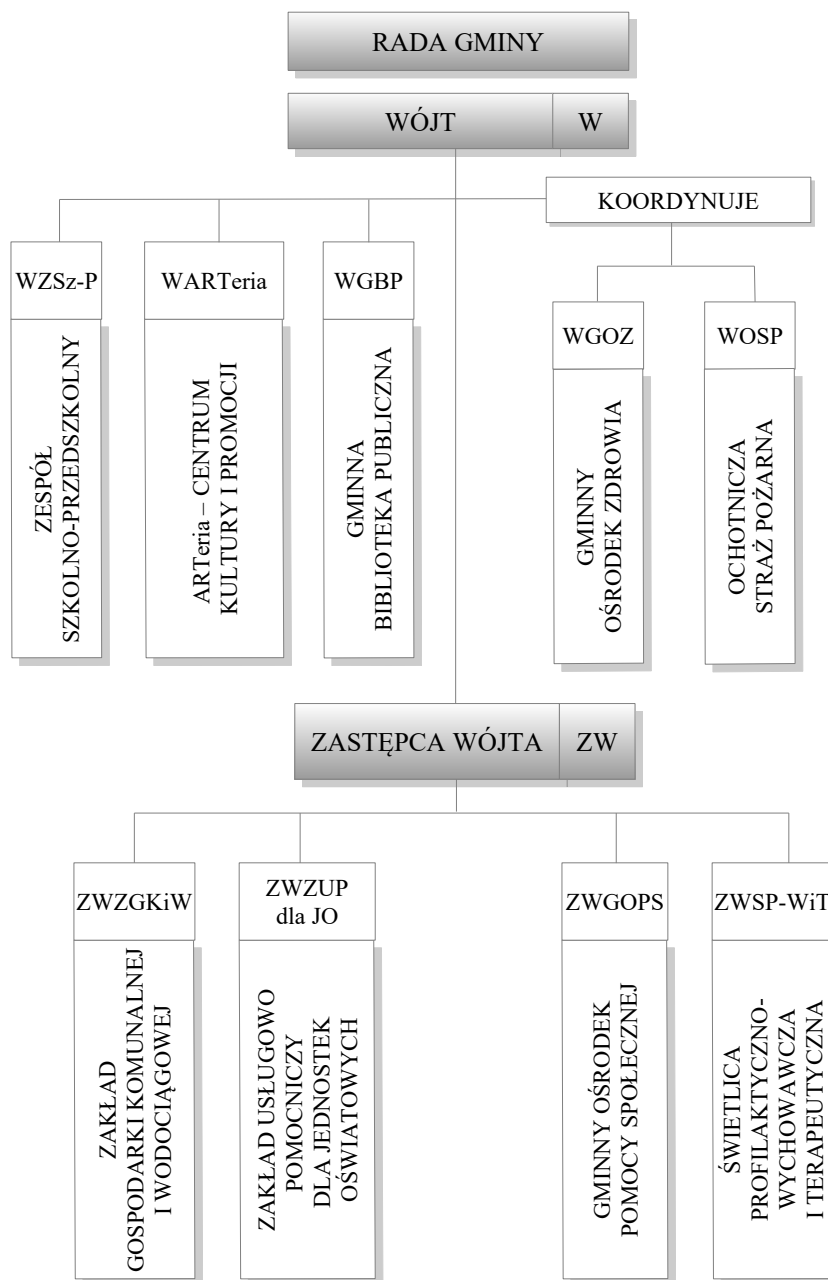 RADA GMINY
WÓJT
W
KOORDYNUJE
WZSz-P
WARTeria
WGBP
WGOZ
WOSP
ZESPÓŁ
SZKOLNO-PRZEDSZKOLNY
ARTeria – CENTRUM
KULTURY I PROMOCJI
GMINNA
BIBLIOTEKA PUBLICZNA
GMINNY
OŚRODEK ZDROWIA
OCHOTNICZA
STRAŻ POŻARNA
ZASTĘPCA WÓJTA
ZW
ZWZGKiW
ZWZUP
dla JO
ZWGOPS
ZWSP-WiT
ZAKŁAD
GOSPODARKI KOMUNALNEJ
I WODOCIĄGOWEJ
ZAKŁAD USŁUGOWO
POMOCNICZY
DLA JEDNOSTEK
OŚWIATOWYCH
GMINNY OŚRODEK
POMOCY SPOŁECZNEJ
ŚWIETLICA
PROFILAKTYCZNO-
WYCHOWAWCZA
I TERAPEUTYCZNA